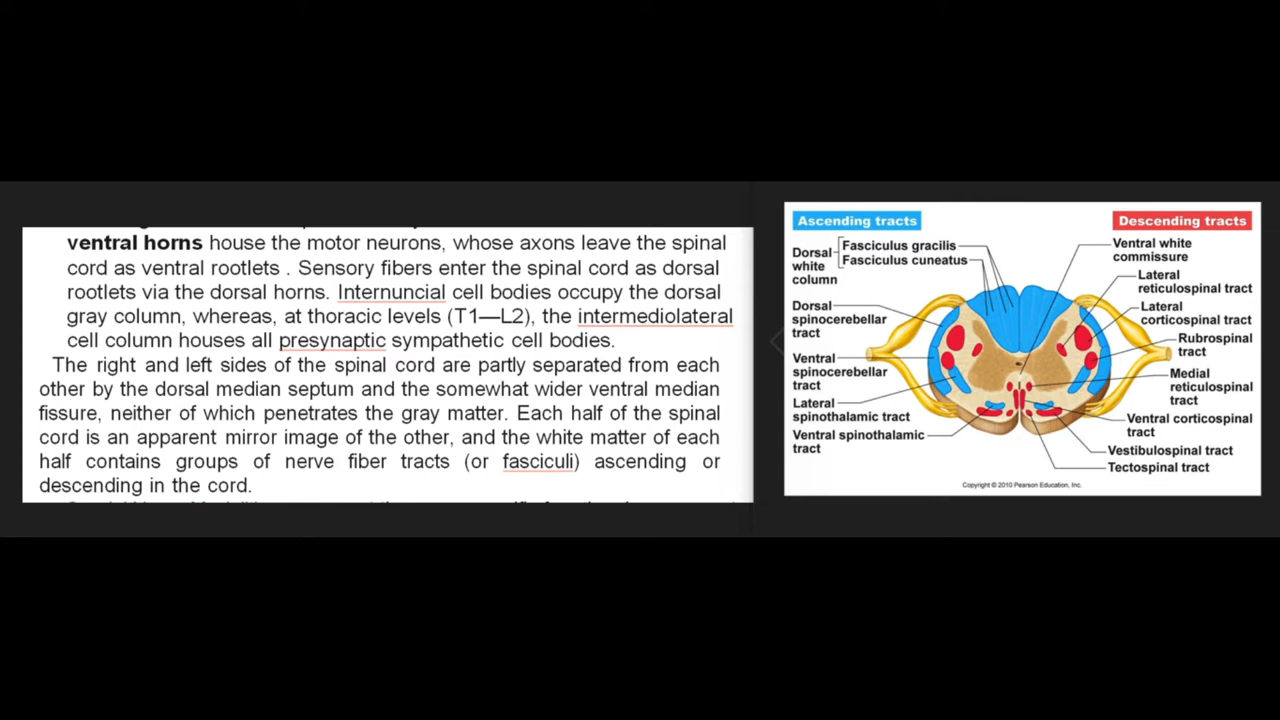 ventral horns house the motor neurons, whose axons leave the spinal
cord as ventral rootlets . Sensory fibers enter the spinal cord as dorsal
rootlets via the dorsal horns. Internuncial cell bodies occupy the dorsal
gray column, whereas, at thoracic levels (T1—L2), the intermediolateral
cell column houses all presynaptic sympathetic cell bodies.
The right and left sides of the spinal cord are partly separated from each
other by the dorsal median septum and the somewhat wider ventral median
fissure, neither of which penetrates the gray matter. Each half of the spinal
cord is an apparent mirror image of the other, and the white matter of each
half contains groups of nerve fiber tracts (or fasciculi) ascending or
descending in the cord.
Ascending tracts
Dorsal
white
column
Fasciculus gracilis
Fasciculus cuneatus
Dorsal
spinocerebellar
tract
Ventral
spinocerebellar
tract
Lateral
spinothalamic tract
Ventral spinothalamic
tract
Descending tracts
Ventral white
commissure
Lateral
reticulospinal tract
Lateral
corticospinal tract
Rubrospinal
tract
Medial
reticulospinal
tract
Ventral corticospinal
tract
Vestibulospinal tract
Tectospinal tract
Copyright © 2010 Pearson Education, Inc.